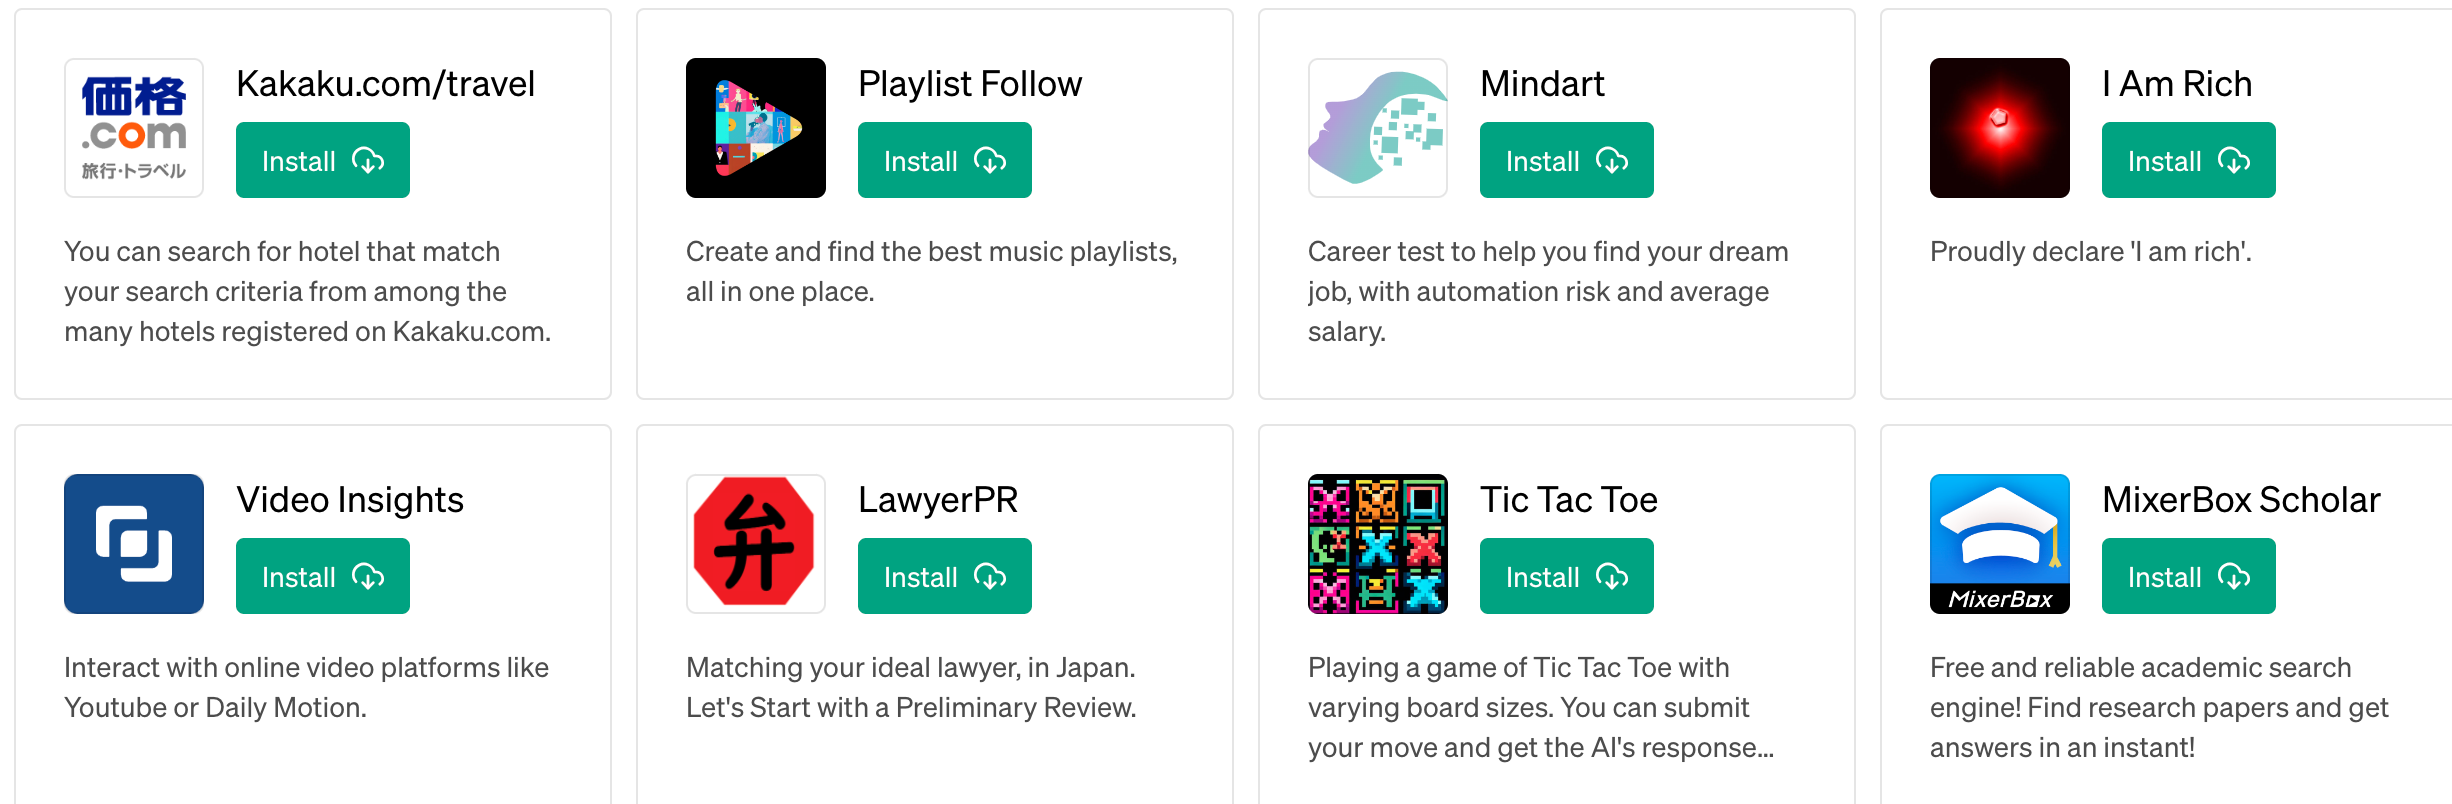 価格
.com
旅行・トラベル
Kakaku.com/travel
Install
You can search for hotel that match
your search criteria from among the
many hotels registered on Kakaku.com.
Playlist Follow
Install
Create and find the best music playlists,
all in one place.
Mindart
Install
Career test to help you find your dream
job, with automation risk and average
salary.
I Am Rich
Install
Proudly declare 'I am rich'.
Video Insights
Install
Interact with online video platforms like
Youtube or Daily Motion.
弁
LawyerPR
Install
Matching your ideal lawyer, in Japan.
Let's Start with a Preliminary Review.
Tic Tac Toe
Install
Playing a game of Tic Tac Toe with
varying board sizes. You can submit
your move and get the AI's response...
MixerBox
MixerBox Scholar
Install
Free and reliable academic search
engine! Find research papers and get
answers in an instant!